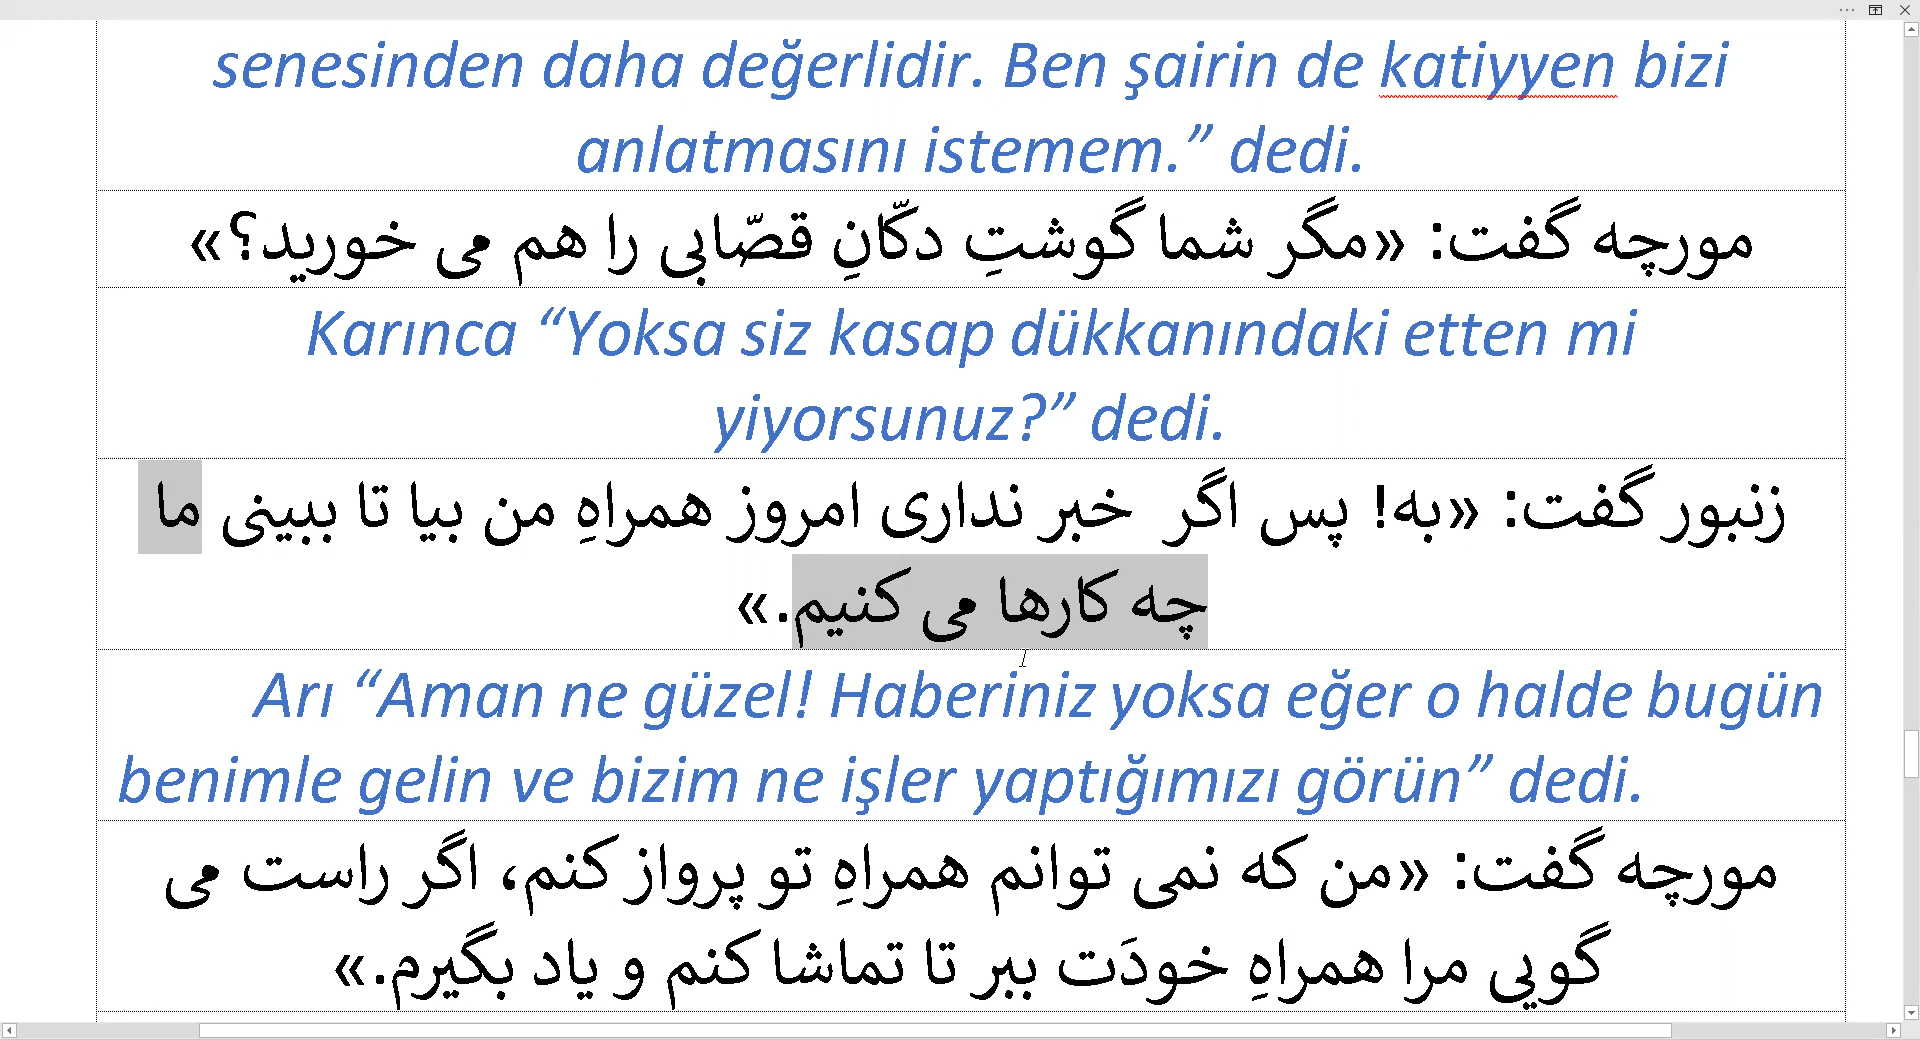 senesinden daha değerlidir. Ben şairin de katiyyen bizi
anlatmasını istemem.” dedi.
مورچه گفت: «مگر شما گوشتِ دکّانِ قصّابی را هم می خورید؟»
Karınca “Yoksa siz kasap dükkanındaki etten mi
yiyorsunuz?” dedi.
زنبور گفت: «به! پس اگر خبر نداری امروز همراهِ من بیا تا ببینی ما
چه کارها می کنیم.»
Arı “Aman ne güzel! Haberiniz yoksa eğer o halde bugün
benimle gelin ve bizim ne işler yaptığımızı görün” dedi.
مورچه گفت: «من که نمی توانم همراهِ تو پرواز کنم، اگر راست می
گویی مرا همراهِ خودَت ببر تا تماشا کنم و یاد بگیرم.»